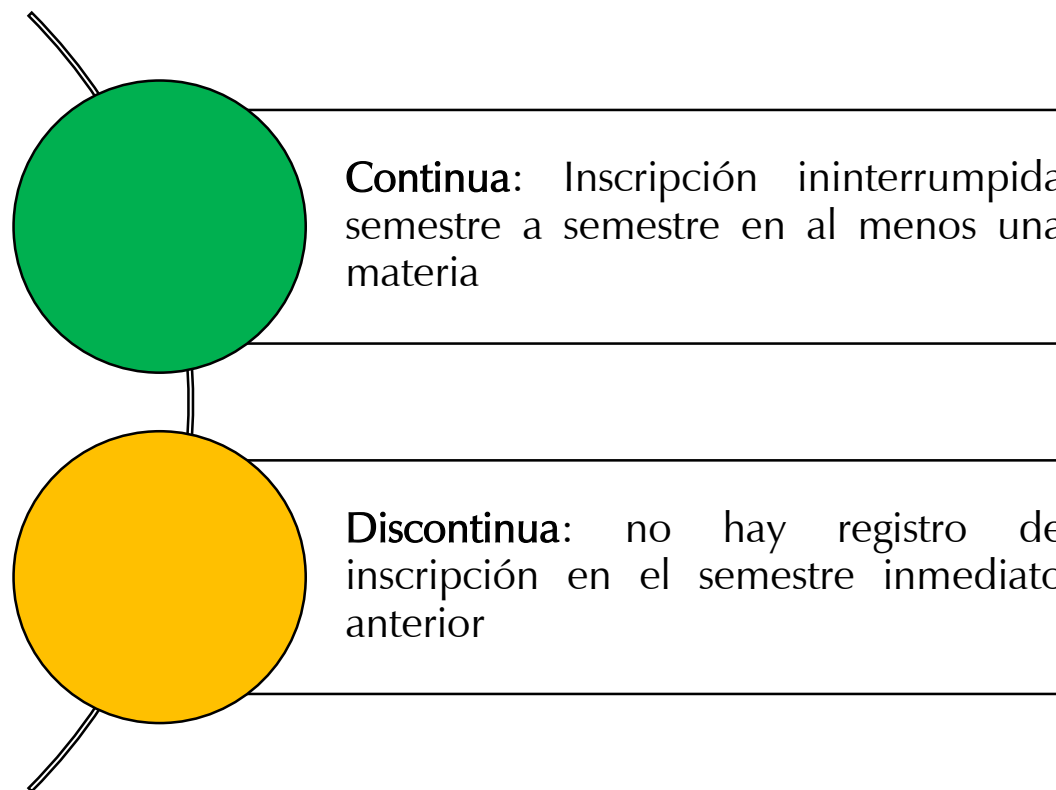 Continua: Inscripción ininterrumpida
semestre a semestre en al menos una
materia
Discontinua: no hay registro de
inscripción en el semestre inmediato
anterior